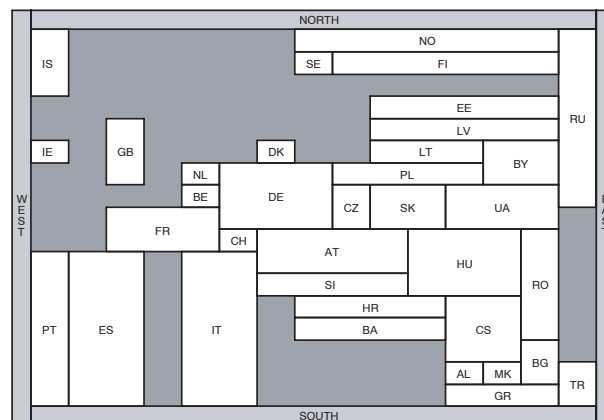 NORTH
NO
IS
SE
FI
RU
EE
LV
IE
GB
DK
LT
BY
NL
DE
PL
BE
CZ
SK
UA
WEST
EAST
FR
CH
AT
HU
SI
RO
PT
ES
IT
HR
BA
CS
BG
AL
MK
TR
GR
SOUTH